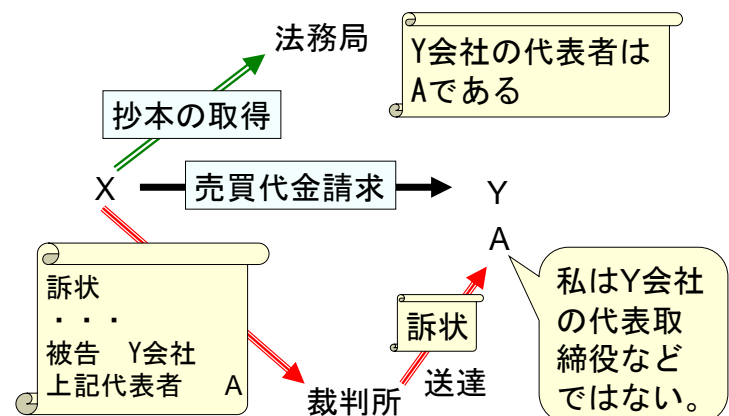 法務局
Y会社の代表者は
Aである
抄本の取得
X
売買代金請求
Y
A
訴状
・・・
被告　Y会社
上記代表者　A
訴状
送達
裁判所
私はY会社
の代表取
締役など
ではない。